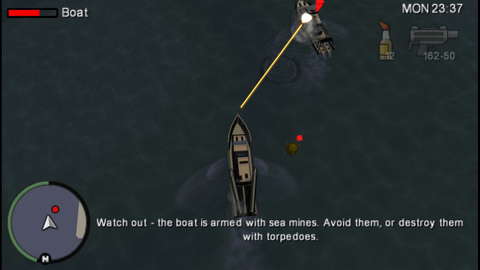 Boat
MON 23:37
12
162-50
Watch out - the boat is armed with sea mines. Avoid them, or destroy them
with torpedoes.
N